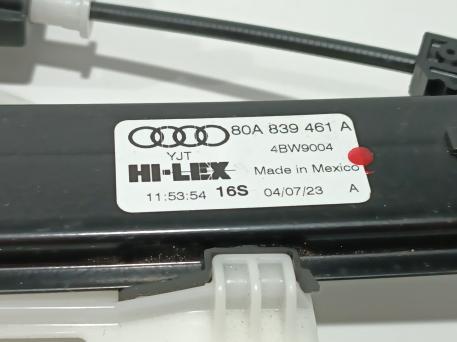 80A 839 461 A
YJT
4BW9004
HI-LEX
Made in Mexico
11:53:54 16S 04/07/23 A